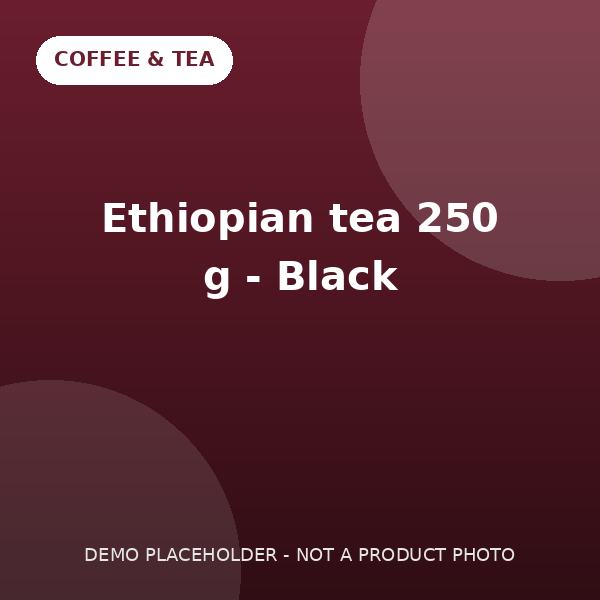 COFFEE & TEA
Ethiopian tea 250
g - Black
DEMO PLACEHOLDER - NOT A PRODUCT PHOTO